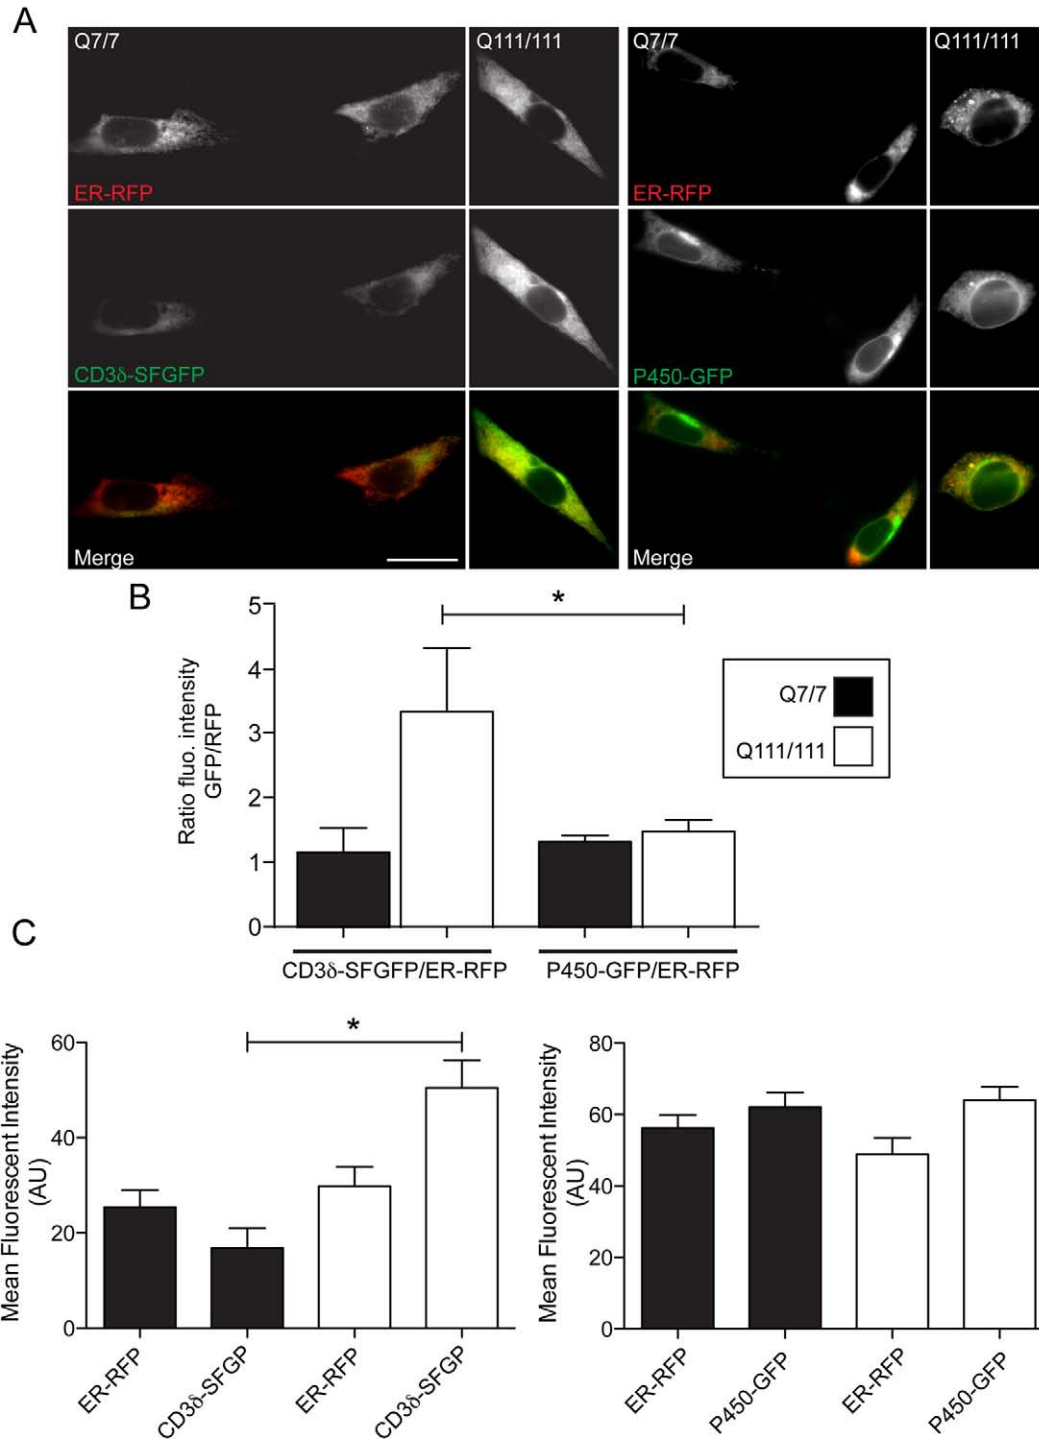 A
Q7/7
Q111/111
Q7/7
Q111/111
ER-RFP
ER-RFP
CD3δ-SFGFP
P450-GFP
Merge
Merge
B
Ratio fluo. intensity
GFP/RFP
5
4
3
2
1
0
*
Q7/7
Q111/111
CD3δ-SFGFP/ER-RFP
P450-GFP/ER-RFP
C
Mean Fluorescent Intensity
(AU)
60
40
20
0
*
ER-RFP
CD3δ-SFGP
ER-RFP
CD3δ-SFGP
Mean Fluorescent Intensity
(AU)
80
60
40
20
0
ER-RFP
P450-GFP
ER-RFP
P450-GFP